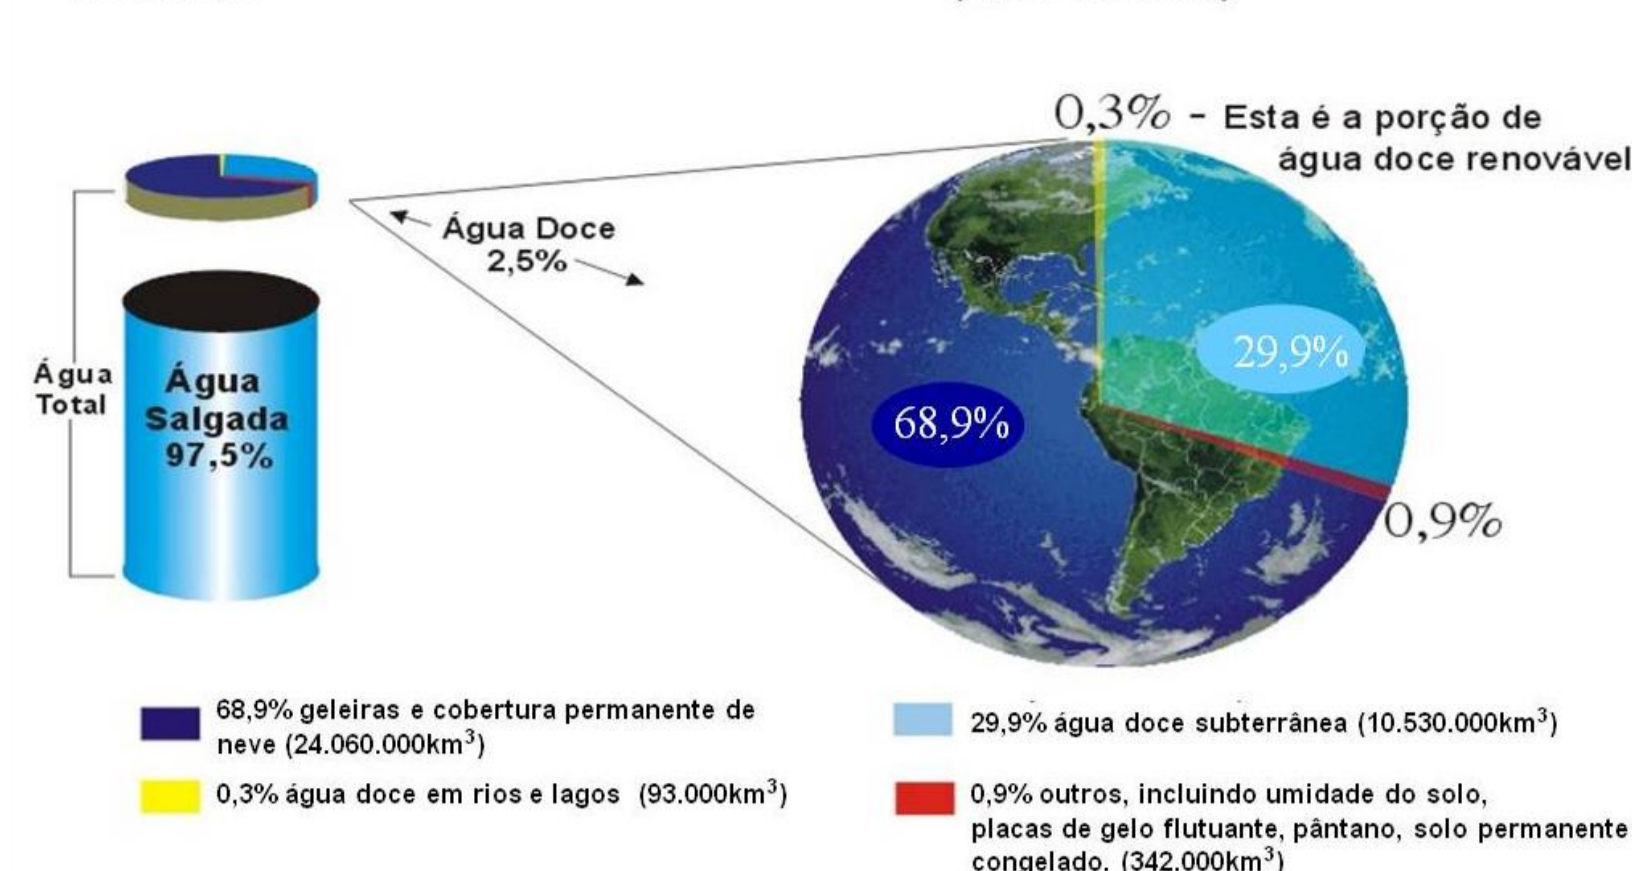 0,3% - Esta é a porção de
água doce renovável
Água Doce
2,5%
Água
Total
Água
Salgada
97,5%
29,9%
68,9%
0,9%
68,9% geleiras e cobertura permanente de
neve (24.060.000km³)
29,9% água doce subterrânea (10.530.000km³)
0,3% água doce em rios e lagos (93.000km³)
0,9% outros, incluindo umidade do solo,
placas de gelo flutuante, pântano, solo permanente
congelado. (342.000km³)